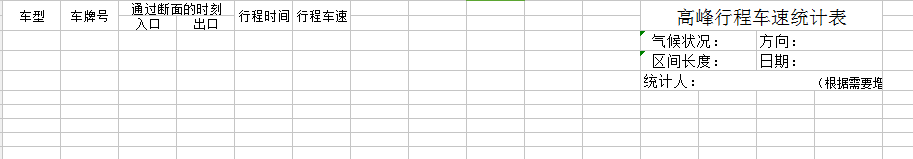 车型 车牌号 通过断面的时刻 行程时间 行程车速
入口 出口
高峰行程车速统计表
气候状况: 方向:
区间长度: 日期:
统计人: (根据需要增